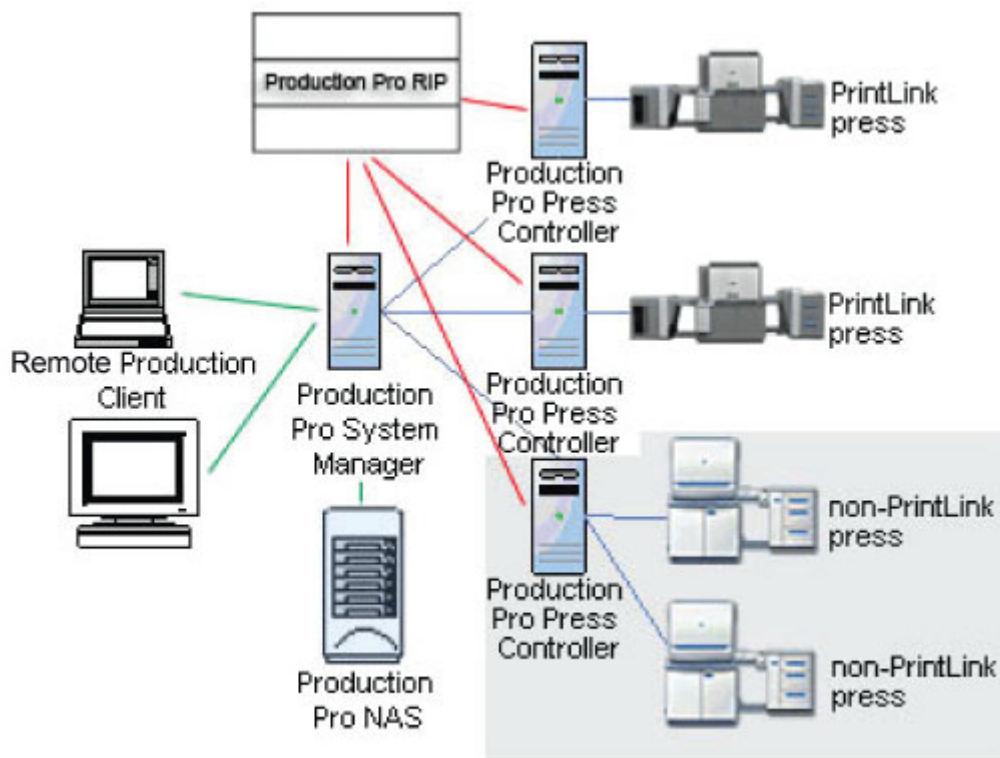 Production Pro RIP
PrintLink
press
Production
Pro Press
Controller
PrintLink
press
Remote Production
Client
Production
Pro System
Manager
Production
Pro Press
Controller
non-PrintLink
press
Production
Pro Press
Controller
non-PrintLink
press
Production
Pro NAS